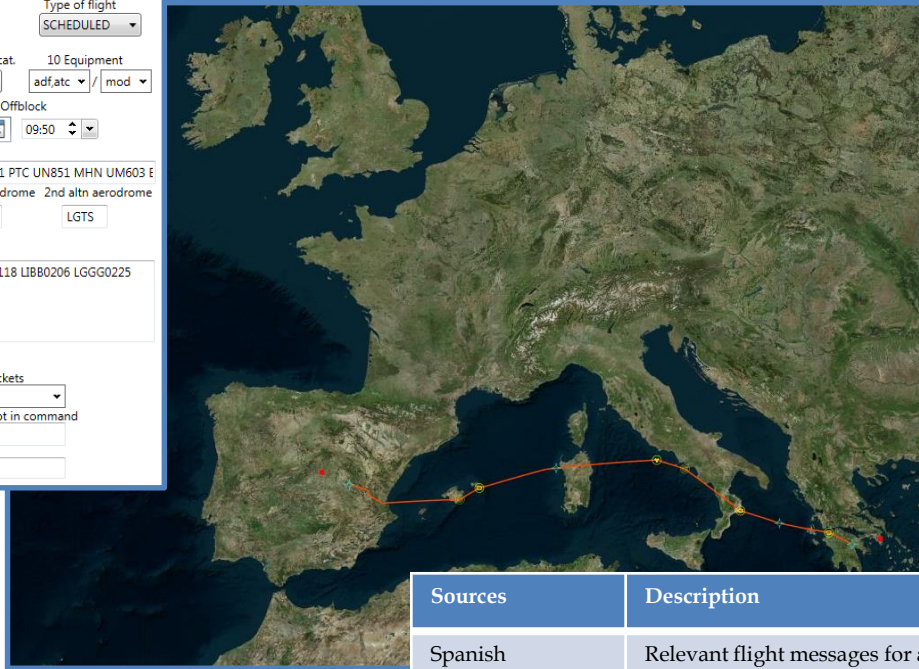 Type of flight
SCHEDULED
cat.
10 Equipment
adf,atc / mod
Offblock
09:50
1 PTC UN851 MHN UM603
drome 2nd altn aerodrome
LGTS
118 LIBB0206 LGGG0225
ckets
ot in command
Sources Description
Spanish Relevant flight messages for